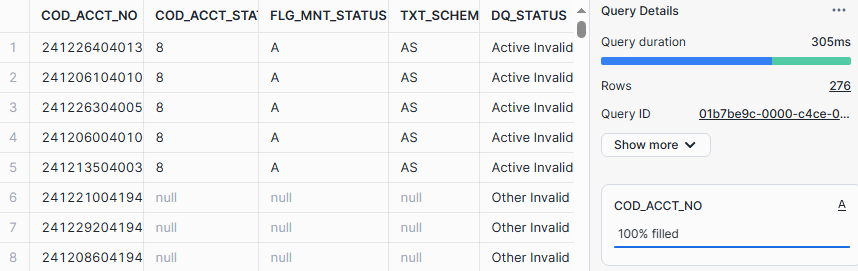 COD_ACCT_NO COD_ACCT_STAT FLG_MNT_STATUS TXT_SCHEM DQ_STATUS
1 241226404013 8 A AS Active Invalid
2 241206104010 8 A AS Active Invalid
3 241226304005 8 A AS Active Invalid
4 241206004010 8 A AS Active Invalid
5 241213504003 8 A AS Active Invalid
6 241221004194 null null null Other Invalid
7 241229204194 null null null Other Invalid
8 241208604194 null null null Other Invalid
Query Details ...
Query duration 305ms
Rows 276
Query ID 01b7be9c-0000-c4ce-0...
Show more
COD_ACCT_NO A
100% filled